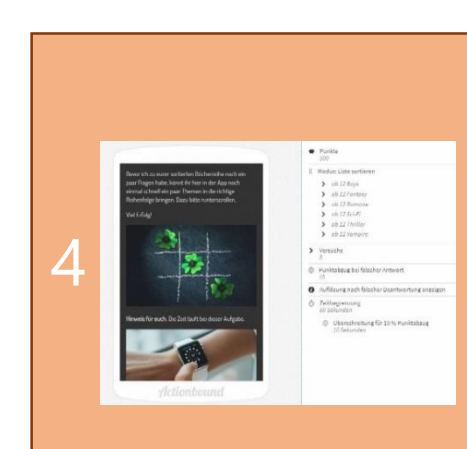 4
Bevor ich zu eurer sortierten Bücherreihe noch ein
paar Fragen habe, könnt ihr hier in der App noch
einmal schnell ein paar Themen in die richtige
Reihenfolge bringen. Dazu bitte runterscrollen.
Viel Erfolg!
Hinweis für euch: Die Zeit läuft bei dieser Aufgabe.
Actionbound
Punkte
100
Modus: Liste sortieren
ab 12 Boys
ab 12 Fantasy
ab 12 Romane
ab 12 Sci-Fi
ab 12 Thriller
ab 12 Vampire
Versuche
Punktabzug bei falscher Antwort
Auflösung nach falscher Beantwortung anzeigen
Zeitbegrenzung
60 Sekunden
Überschreitung für 10 % Punktabzug
10 Sekunden